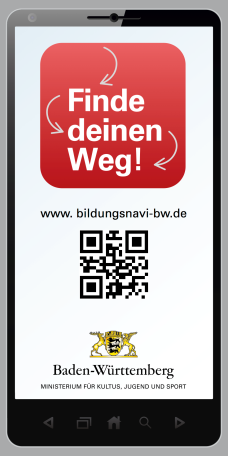 Finde
deinen
Weg!
www. bildungsnavi-bw.de
Baden-Württemberg
MINISTERIUM FÜR KULTUS, JUGEND UND SPORT